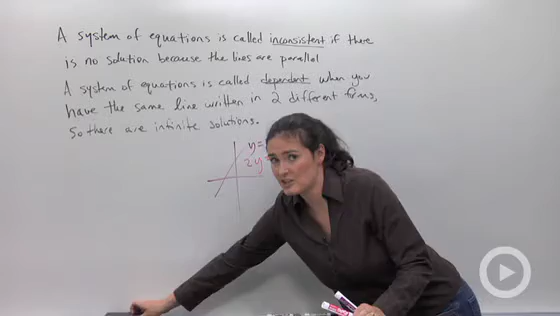 A system of equations is called inconsistent if there
is no solution because the lines are parallel
A system of equations is called dependent when you
have the same line written in 2 different forms,
So there are infinite solutions.
y=
2y